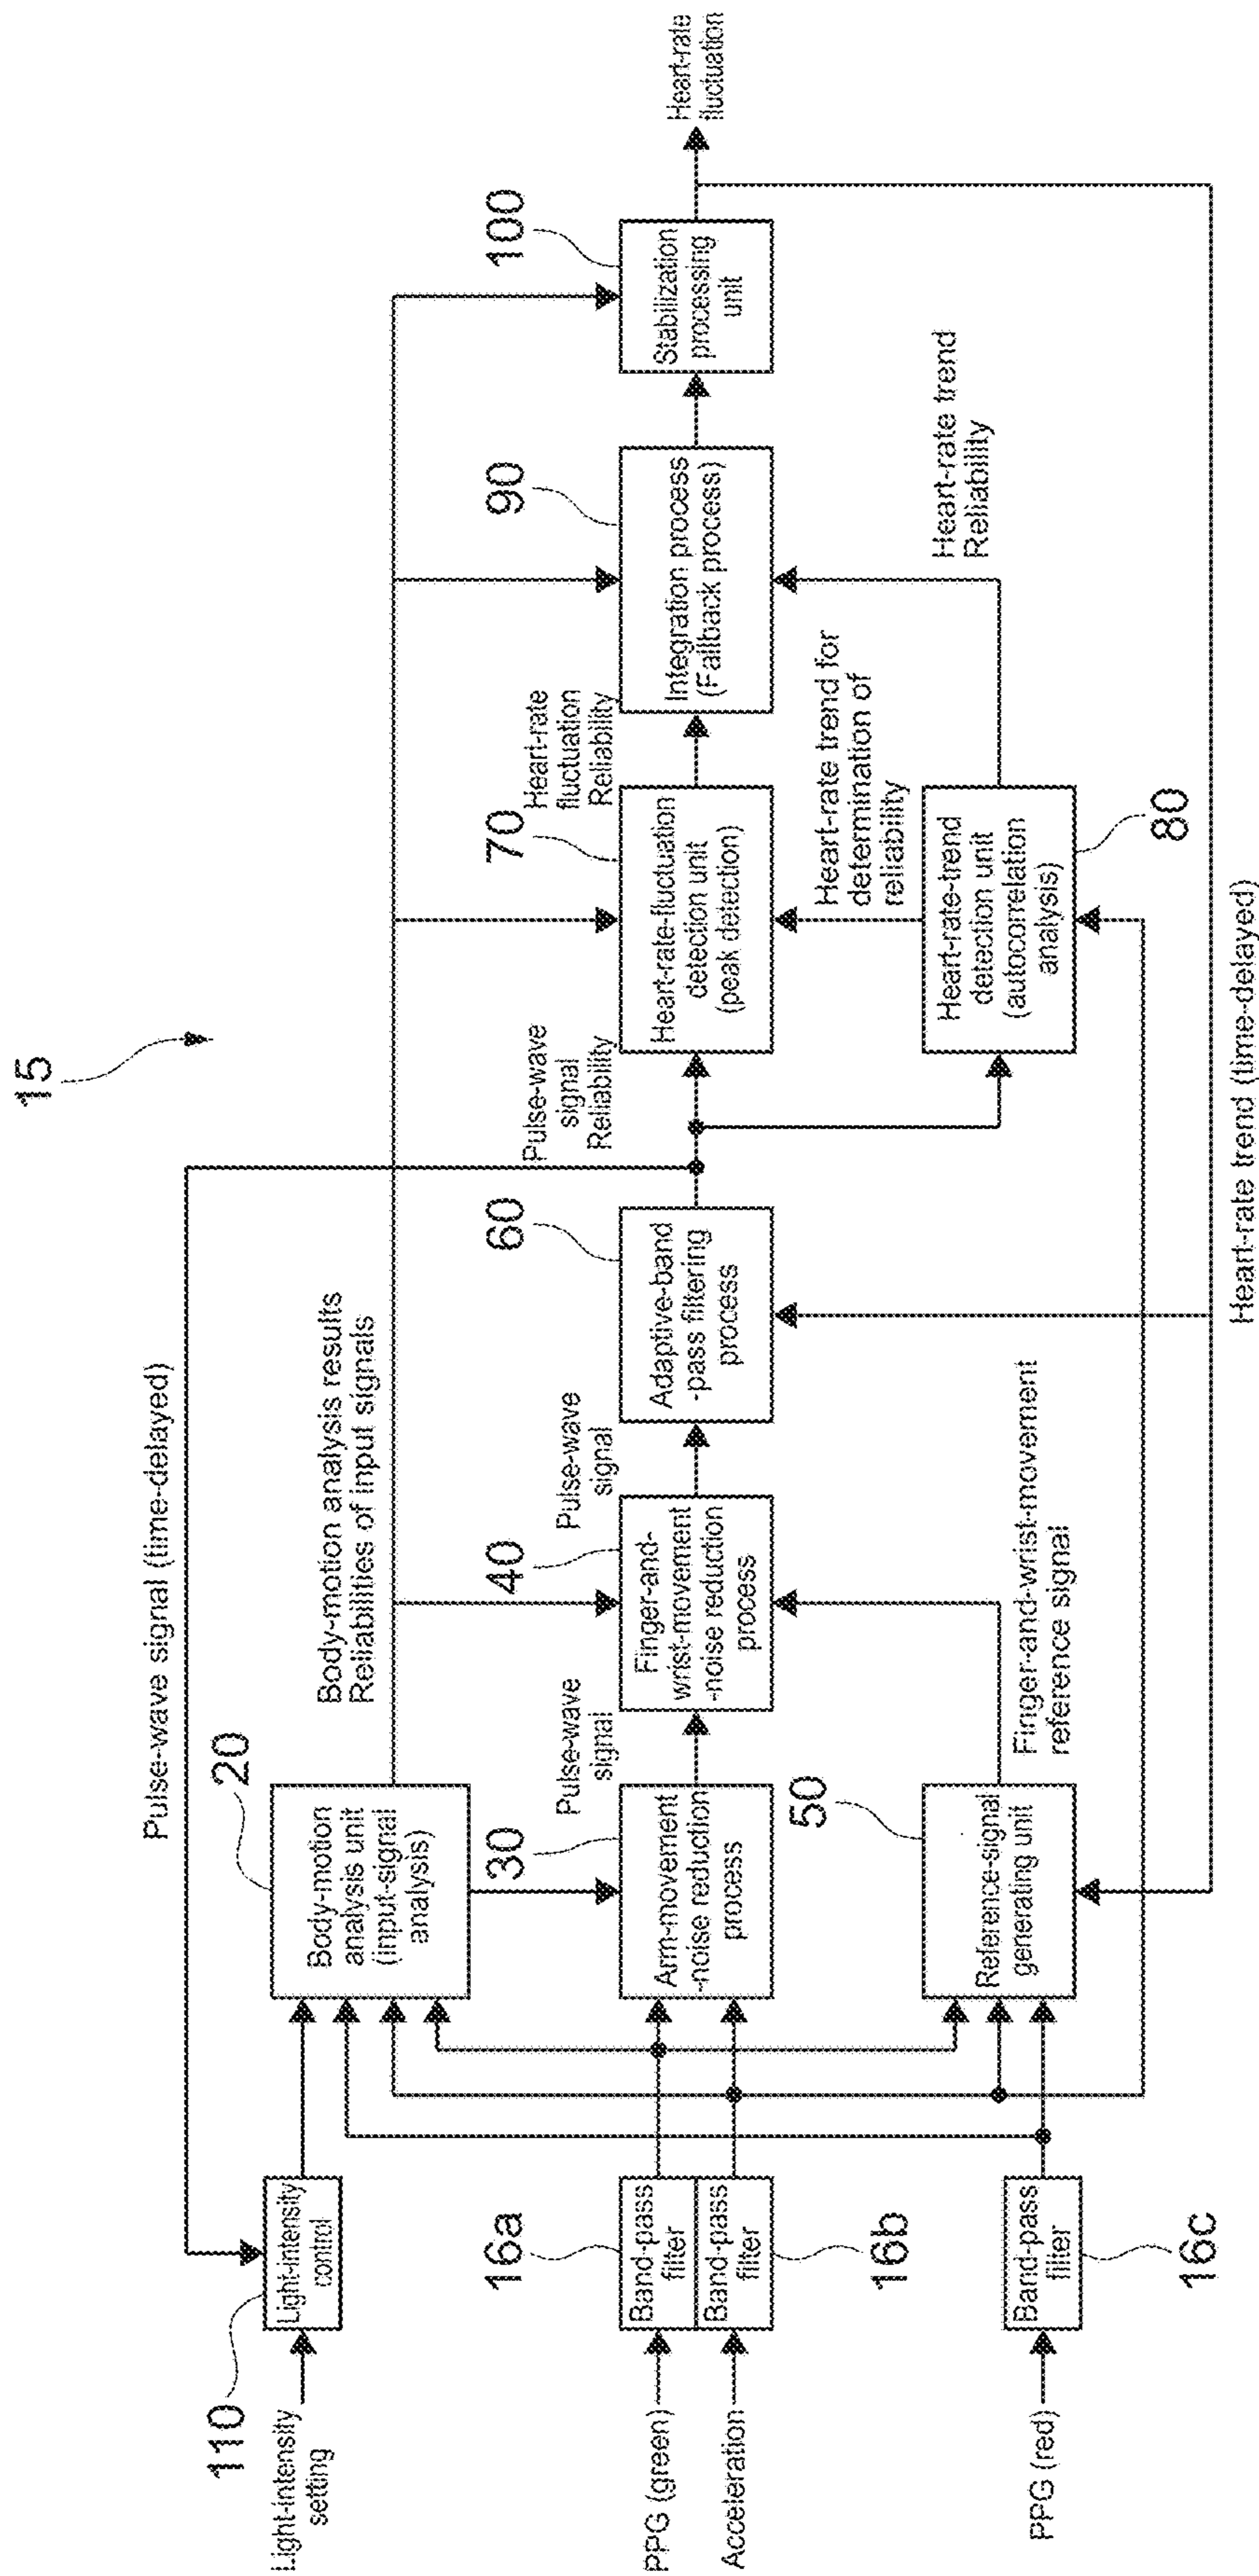 15
Pulse-wave signal (time-delayed)
110
Light-intensity
control
Light-intensity
setting
20
Body-motion
analysis unit
(input-signal
analysis)
Body-motion analysis results
Reliabilities of input signals
PPG (green)
16a
Band-pass
filter
Acceleration
Band-pass
filter
16b
30
Arm-movement
-noise reduction
process
Pulse-wave
signal
40
Finger-and-
wrist-movement
-noise reduction
process
Pulse-wave
signal
60
Adaptive-band
-pass filtering
process
Pulse-wave
signal
Reliability
70
Heart-rate-fluctuation
detection unit
(peak detection)
Heart-rate
fluctuation
Reliability
90
Integration process
(Fallback process)
100
Stabilization
processing
unit
Heart-rate
fluctuation
PPG (red)
Band-pass
filter
16c
50
Reference-signal
generating unit
Finger-and-wrist-movement
reference signal
Heart-rate trend for
determination of
reliability
Heart-rate-trend
detection unit
(autocorrelation
analysis)
80
Heart-rate trend
Reliability
Heart-rate trend (time-delayed)